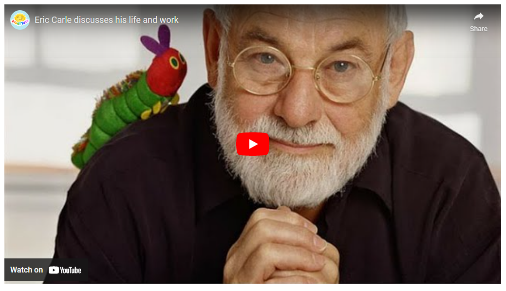 Eric Carle discusses his life and work
Share
Watch on YouTube